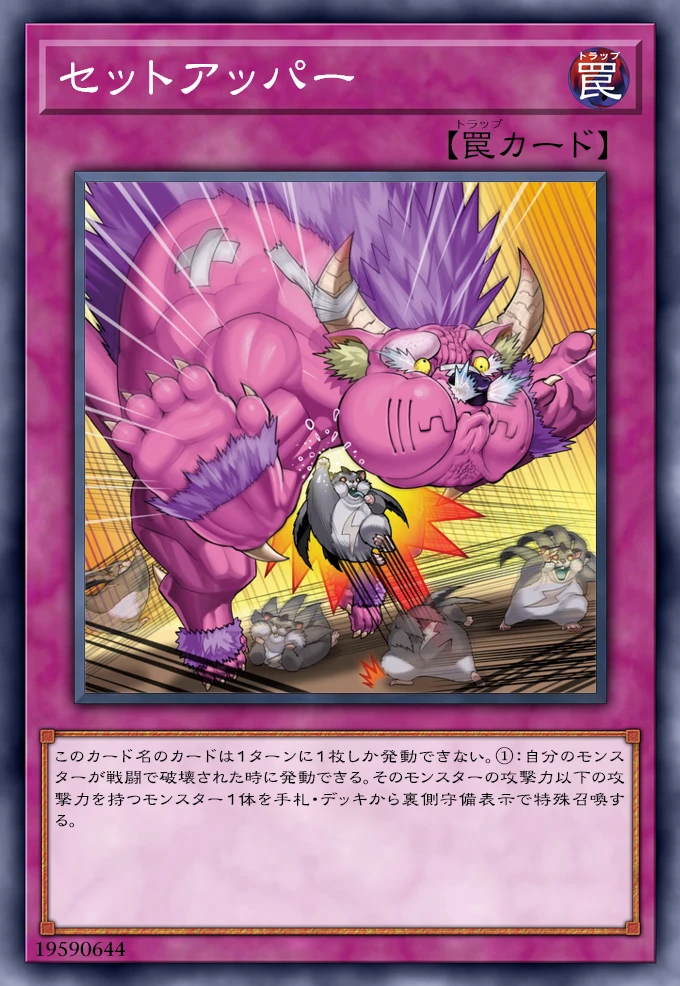 セットアッパー
トラップ
罠
トラップ
【罠カード】
このカード名のカードは1ターンに1枚しか発動できない。①:自分のモンス
ターが戦闘で破壊された時に発動できる。そのモンスターの攻撃力以下の攻
撃力を持つモンスター1体を手札・デッキから裏側守備表示で特殊召喚す
る。
19590644